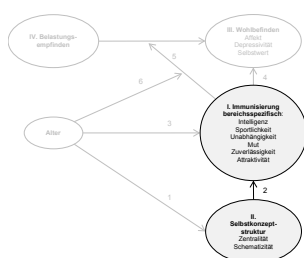 IV. Belastungs-
empfinden
III. Wohlbefinden
Affekt
Depressivität
Selbstwert
5
6
4
I. Immunisierung
bereichsspezifisch:
Intelligenz
Sportlichkeit
Unabhängigkeit
Mut
Zuverlässigkeit
Attraktivität
Alter
3
2
1
II.
Selbstkonzept-
struktur
Zentralität
Schematizität